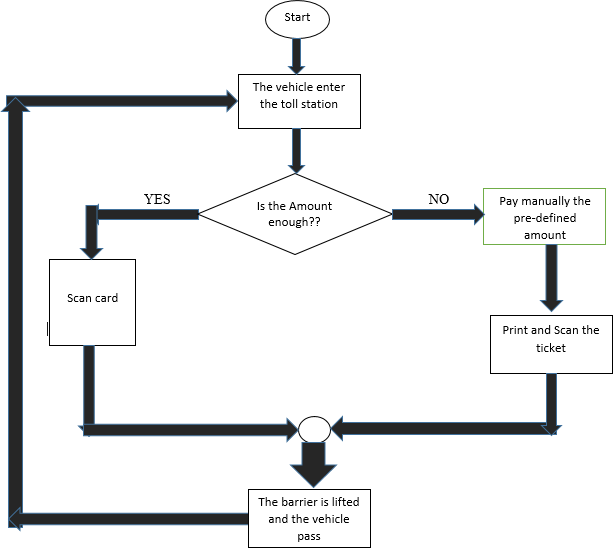 Start
The vehicle enter
the toll station
YES
Is the Amount
enough??
NO
Pay manually the
pre-defined
amount
Scan card
Print and Scan the
ticket
The barrier is lifted
and the vehicle
pass